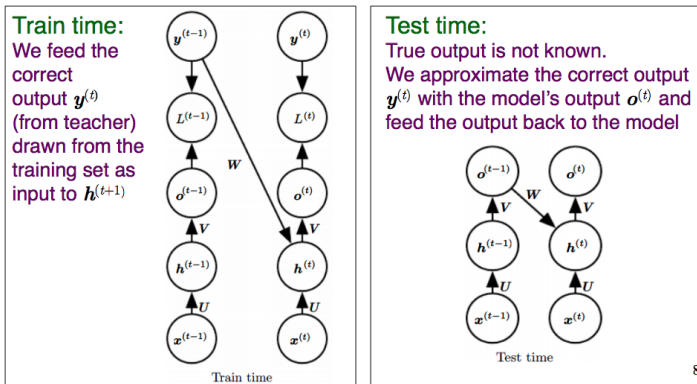 Train time:
We feed the
correct
output y^(t)
(from teacher)
drawn from the
training set as
input to h^(t+1)
y^(t−1)
y^(t)
L^(t−1)
L^(t)
W
o^(t−1)
o^(t)
V
V
h^(t−1)
h^(t)
U
U
x^(t−1)
x^(t)
Train time
Test time:
True output is not known.
We approximate the correct output
y^(t) with the model's output o^(t) and
feed the output back to the model
o^(t−1)
o^(t)
W
V
V
h^(t−1)
h^(t)
U
U
x^(t−1)
x^(t)
Test time